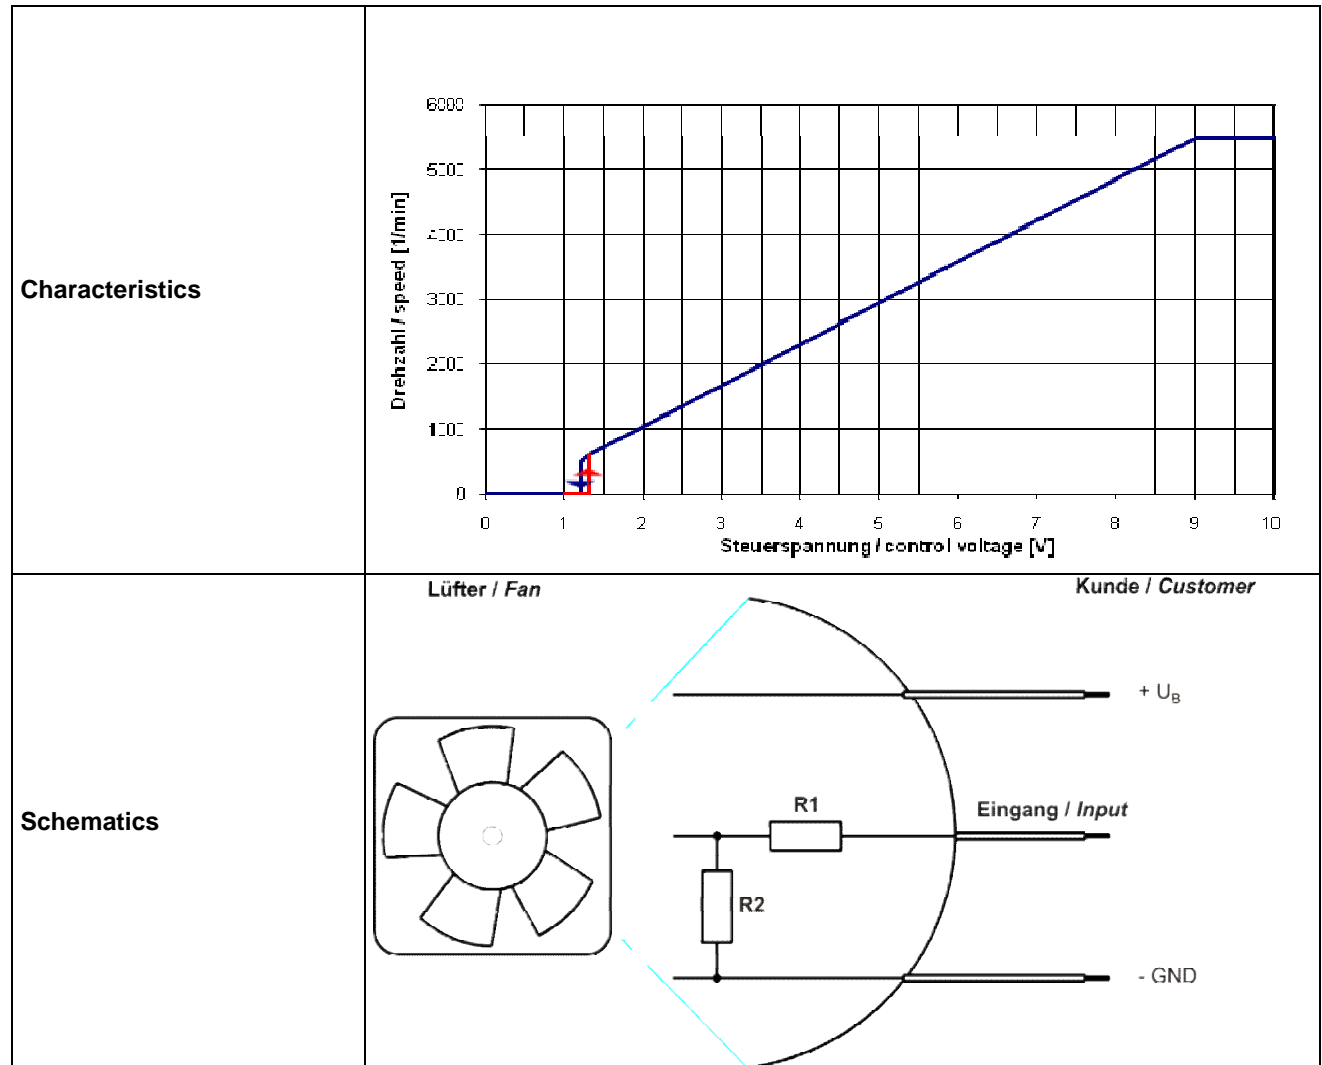 Characteristics
6000
5000
4000
3000
2000
1000
0
0 1 2 3 4 5 6 7 8 9 10
Drehzahl / speed [1/min]
Steuerspannung / control voltage [V]
Schematics
Lüfter / Fan
Kunde / Customer
+ UB
R1
Eingang / Input
R2
- GND